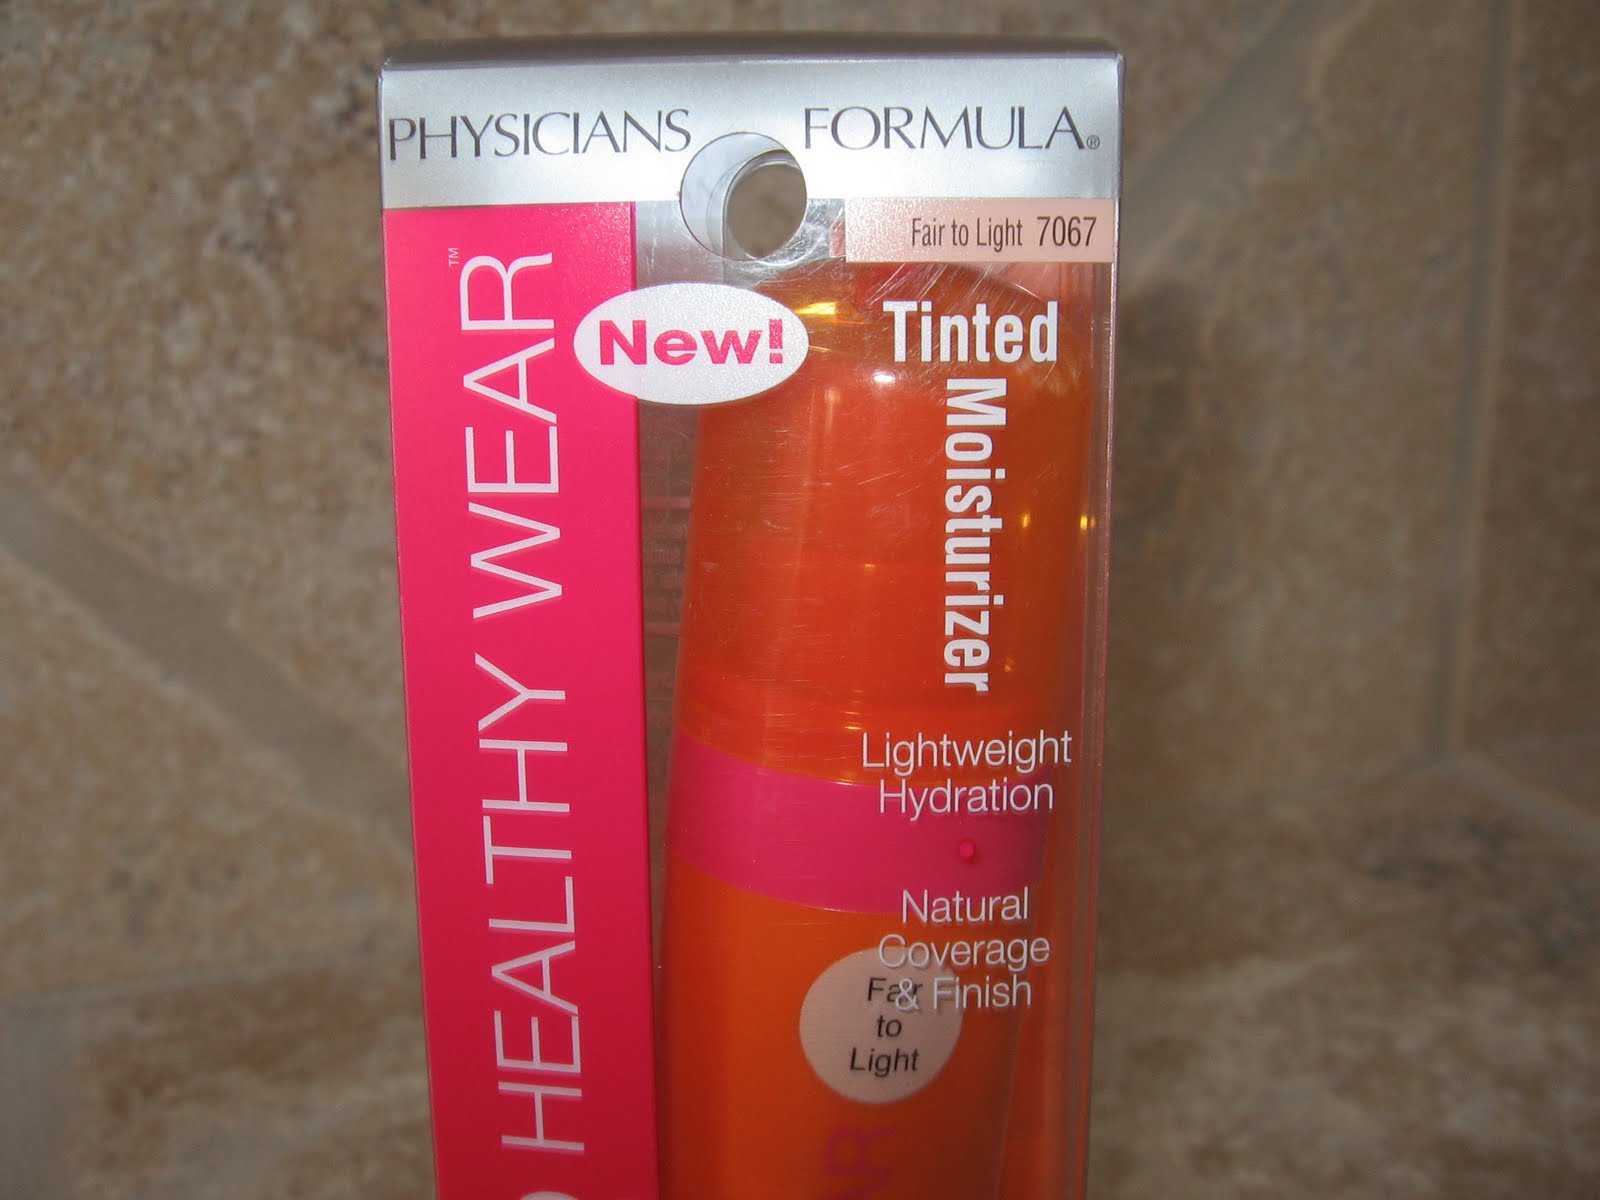 PHYSICIANS FORMULA®
Fair to Light 7067
HEALTHY WEAR™
New!
Tinted
Moisturizer
Lightweight
Hydration
Natural
Coverage
& Finish
Fair
to
Light